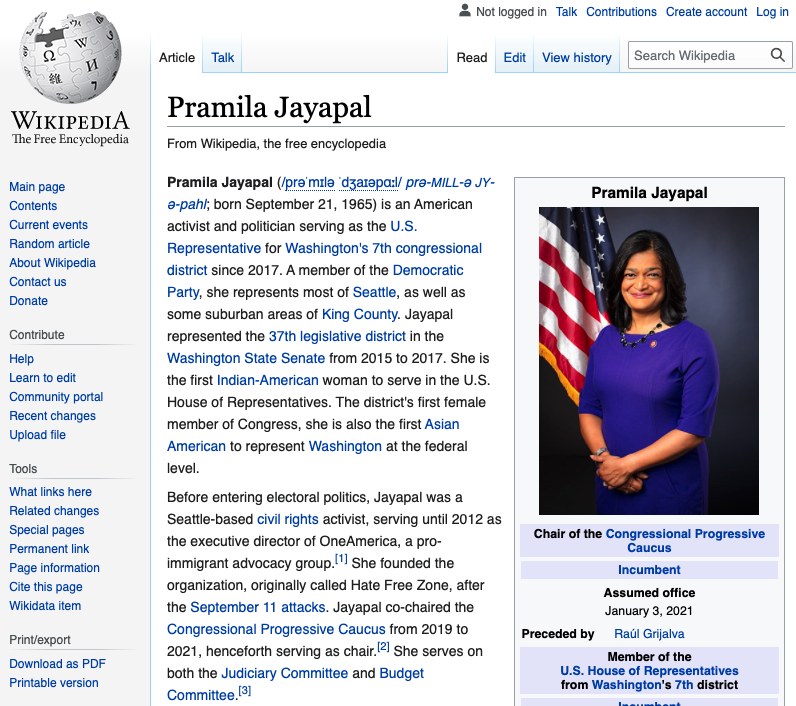 Not logged in Talk Contributions Create account Log in
Article Talk Read Edit View history Search Wikipedia
WIKIPEDIA
The Free Encyclopedia
Main page
Contents
Current events
Random article
About Wikipedia
Contact us
Donate
Contribute
Help
Learn to edit
Community portal
Recent changes
Upload file
Tools
What links here
Related changes
Special pages
Permanent link
Page information
Cite this page
Wikidata item
Print/export
Download as PDF
Printable version
Pramila Jayapal
From Wikipedia, the free encyclopedia
Pramila Jayapal (/prəˈmɪlə ˈdʒaɪəpɑːl/ prə-MILL-ə JY-
ə-pahl; born September 21, 1965) is an American
activist and politician serving as the U.S.
Representative for Washington's 7th congressional
district since 2017. A member of the Democratic
Party, she represents most of Seattle, as well as
some suburban areas of King County. Jayapal
represented the 37th legislative district in the
Washington State Senate from 2015 to 2017. She is
the first Indian-American woman to serve in the U.S.
House of Representatives. The district's first female
member of Congress, she is also the first Asian
American to represent Washington at the federal
level.
Before entering electoral politics, Jayapal was a
Seattle-based civil rights activist, serving until 2012 as
the executive director of OneAmerica, a pro-
immigrant advocacy group.[1] She founded the
organization, originally called Hate Free Zone, after
the September 11 attacks. Jayapal co-chaired the
Congressional Progressive Caucus from 2019 to
2021, henceforth serving as chair.[2] She serves on
both the Judiciary Committee and Budget
Committee.[3]
Pramila Jayapal
Chair of the Congressional Progressive
Caucus
Incumbent
Assumed office
January 3, 2021
Preceded by Raúl Grijalva
Member of the
U.S. House of Representatives
from Washington's 7th district
Incumbent